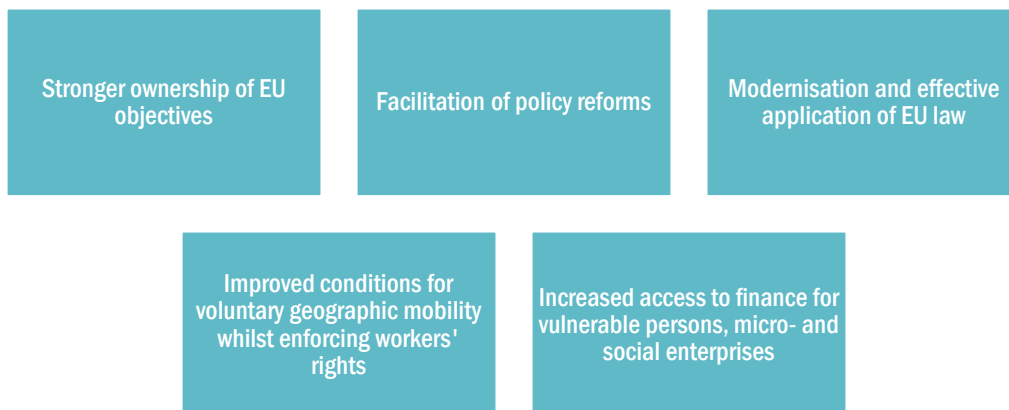 Stronger ownership of EU
objectives
Facilitation of policy reforms
Modernisation and effective
application of EU law
Improved conditions for
voluntary geographic mobility
whilst enforcing workers'
rights
Increased access to finance for
vulnerable persons, micro- and
social enterprises